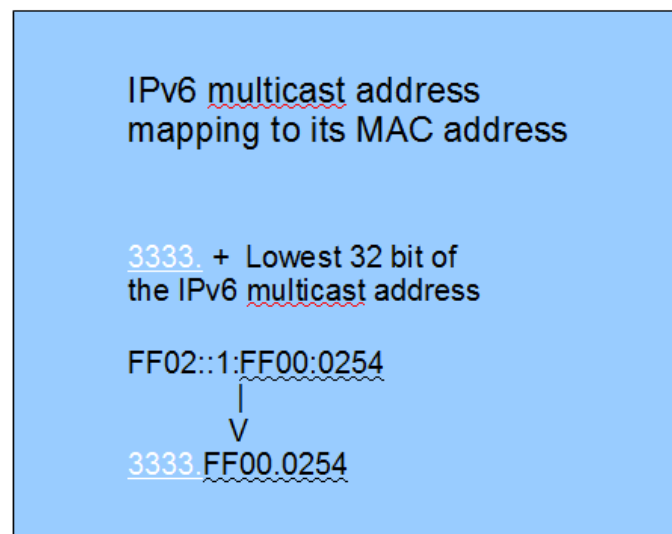 IPv6 multicast address
mapping to its MAC address
3333. + Lowest 32 bit of
the IPv6 multicast address
FF02::1:FF00:0254
|
V
3333.FF00.0254